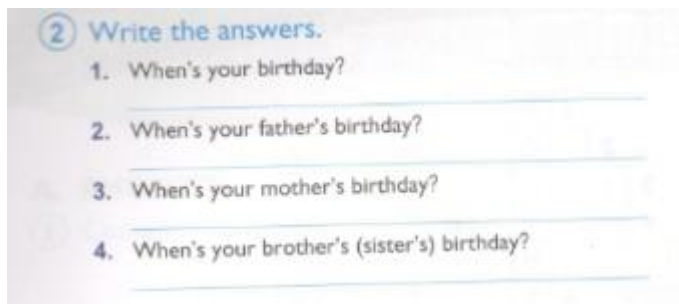 2 Write the answers.
1. When's your birthday?
2. When's your father's birthday?
3. When's your mother's birthday?
4. When's your brother's (sister's) birthday?